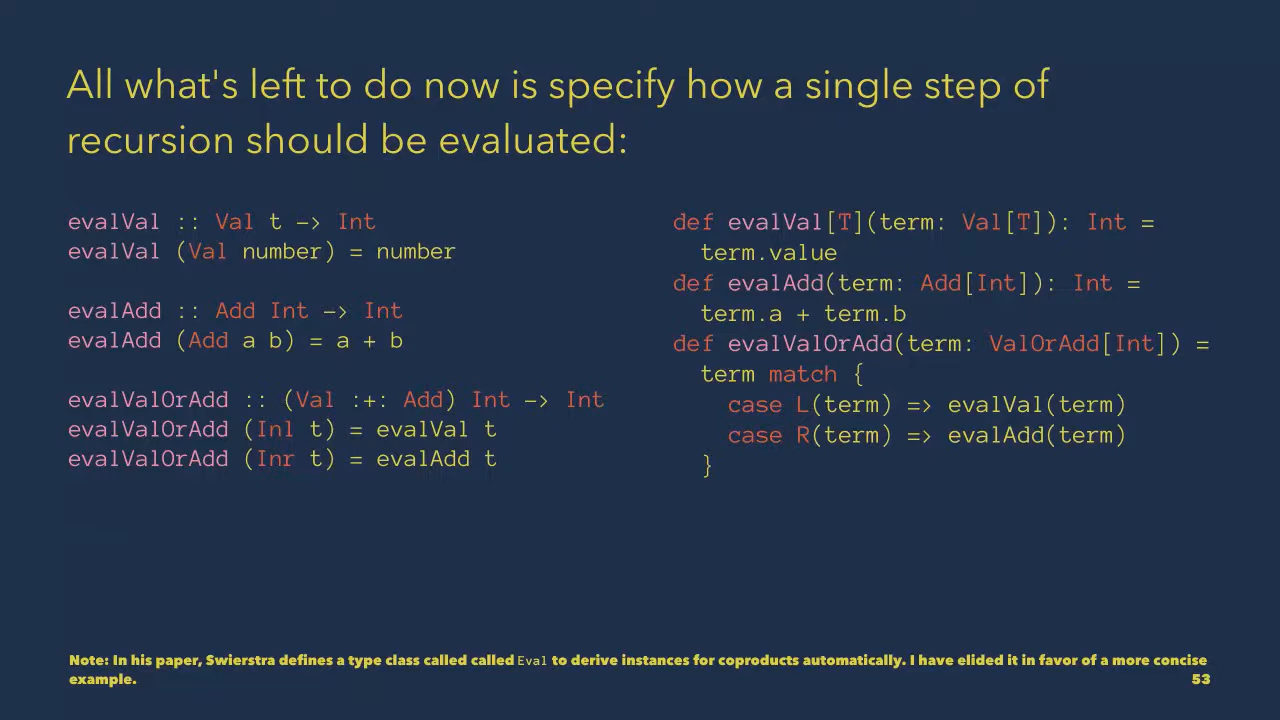 All what's left to do now is specify how a single step of
recursion should be evaluated:
evalVal :: Val t -> Int
evalVal (Val number) = number
evalAdd :: Add Int -> Int
evalAdd (Add a b) = a + b
evalValOrAdd :: (Val :+: Add) Int -> Int
evalValOrAdd (Inl t) = evalVal t
evalValOrAdd (Inr t) = evalAdd t
def evalVal[T](term: Val[T]): Int =
term.value
def evalAdd(term: Add[Int]): Int =
term.a + term.b
def evalValOrAdd(term: ValOrAdd[Int]) =
term match {
case L(term) => evalVal(term)
case R(term) => evalAdd(term)
}
Note: In his paper, Swierstra defines a type class called called Eval to derive instances for coproducts automatically. I have elided it in favor of a more concise
example.
53